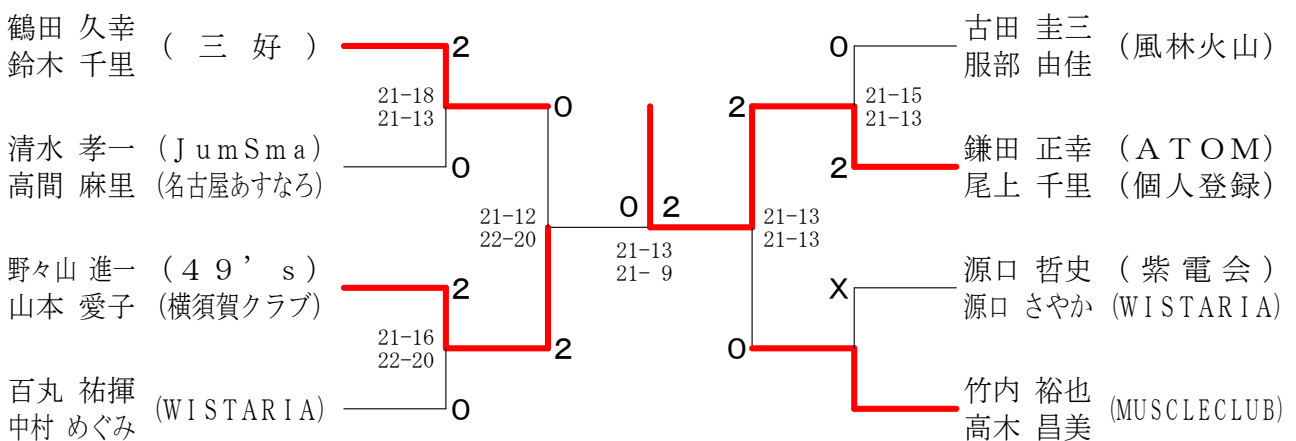 鶴田 久幸
鈴木 千里
( 三 好 )
2
21-18
21-13
0
清水 孝一 (JumSma)
高間 麻里 (名古屋あすなろ)
0
21-12
22-20
野々山 進一 (49’s)
山本 愛子 (横須賀クラブ)
2
21-16
22-20
2
百丸 祐揮
中村 めぐみ
(WISTARIA)
0
0 2
21-13
21- 9
古田 圭三
服部 由佳
(風林火山)
0
2
21-15
21-13
鎌田 正幸 (ATOM)
尾上 千里 (個人登録)
2
21-13
21-13
源口 哲史 (紫電会)
源口 さやか (WISTARIA)
X
0
竹内 裕也
高木 昌美
(MUSCLECLUB)